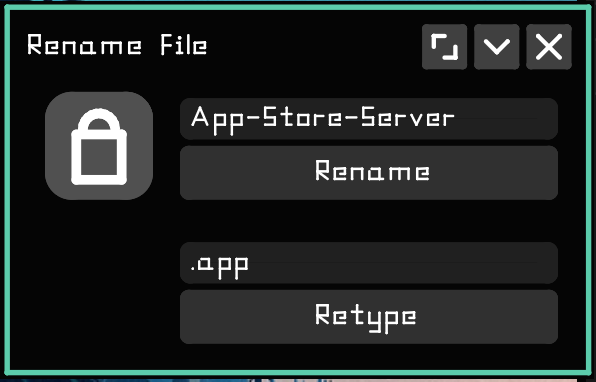 Rename File
App-Store-Server
Rename
.app
Retype